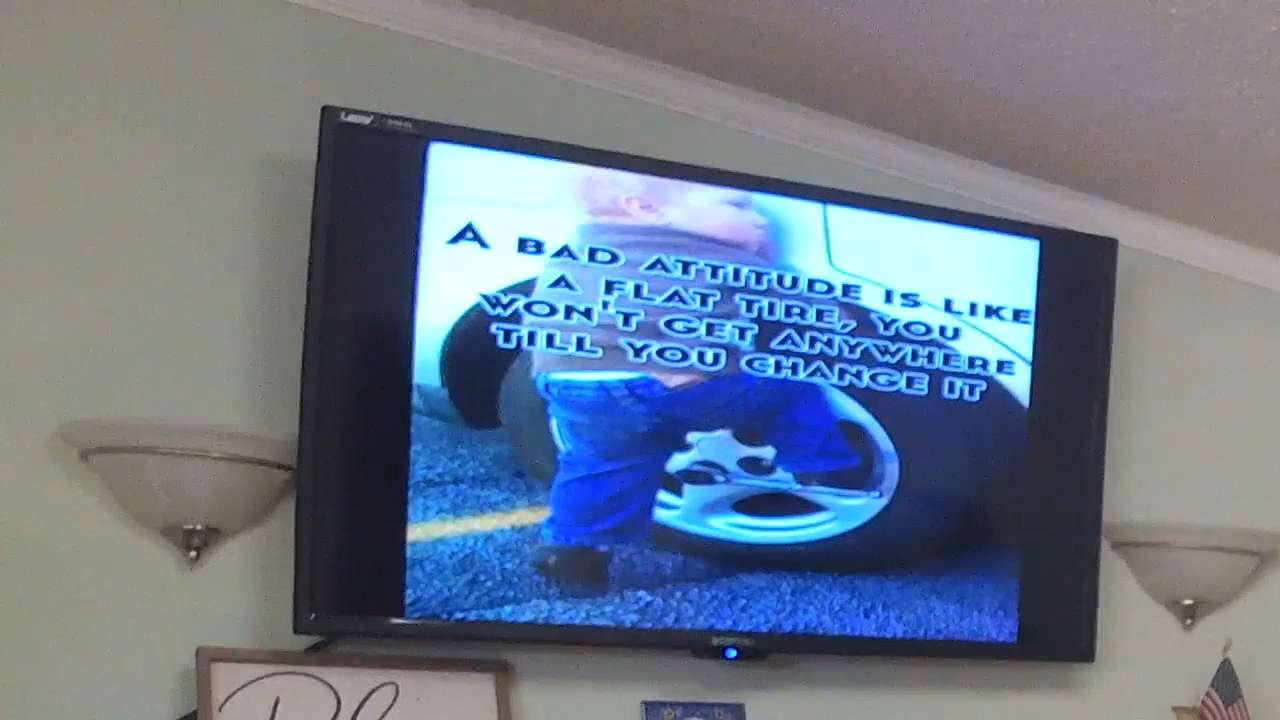 A BAD ATTITUDE IS LIKE
A FLAT TIRE, YOU
WON'T GET ANYWHERE
TILL YOU CHANGE IT